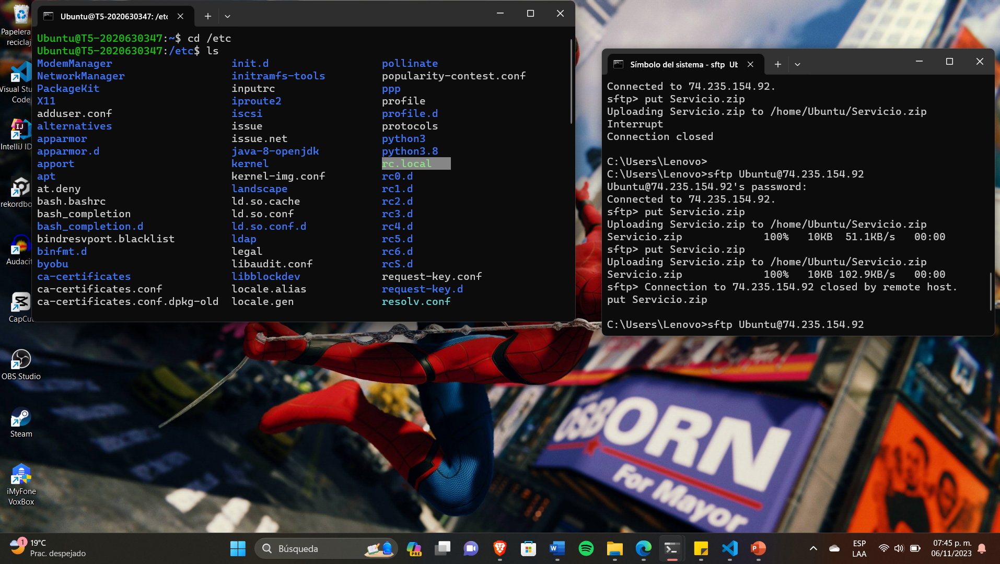 Papelera
reciclaj
Visual Stu
Code
IntelliJ ID
rekordbo
Audacit
CapCut
OBS Studio
Steam
iMyFone
VoxBox
Ubuntu@T5-2020630347: /etc
Ubuntu@T5-2020630347:~$ cd /etc
Ubuntu@T5-2020630347:/etc$ ls
ModemManager init.d pollinate
NetworkManager initramfs-tools popularity-contest.conf
PackageKit inputrc ppp
X11 iproute2 profile
adduser.conf iscsi profile.d
alternatives issue protocols
apparmor issue.net python3
apparmor.d java-8-openjdk python3.8
apport kernel rc.local
apt kernel-img.conf rc0.d
at.deny landscape rc1.d
bash.bashrc ld.so.cache rc2.d
bash_completion ld.so.conf rc3.d
bash_completion.d ld.so.conf.d rc4.d
bindresvport.blacklist ldap rc5.d
binfmt.d legal rc6.d
byobu libaudit.conf rcS.d
ca-certificates libblockdev request-key.conf
ca-certificates.conf locale.alias request-key.d
ca-certificates.conf.dpkg-old locale.gen resolv.conf
Símbolo del sistema - sftp Ub
Connected to 74.235.154.92.
sftp> put Servicio.zip
Uploading Servicio.zip to /home/Ubuntu/Servicio.zip
Interrupt
Connection closed
C:\Users\Lenovo>
C:\Users\Lenovo>sftp Ubuntu@74.235.154.92
Ubuntu@74.235.154.92's password:
Connected to 74.235.154.92.
sftp> put Servicio.zip
Uploading Servicio.zip to /home/Ubuntu/Servicio.zip
Servicio.zip 100% 10KB 51.1KB/s 00:00
sftp> put Servicio.zip
Uploading Servicio.zip to /home/Ubuntu/Servicio.zip
Servicio.zip 100% 10KB 102.9KB/s 00:00
sftp> Connection to 74.235.154.92 closed by remote host.
put Servicio.zip
C:\Users\Lenovo>sftp Ubuntu@74.235.154.92
OSBORN
For Mayor
1
19°C
Prac. despejado
Búsqueda
PRE
ESP
LAA
07:45 p. m.
06/11/2023